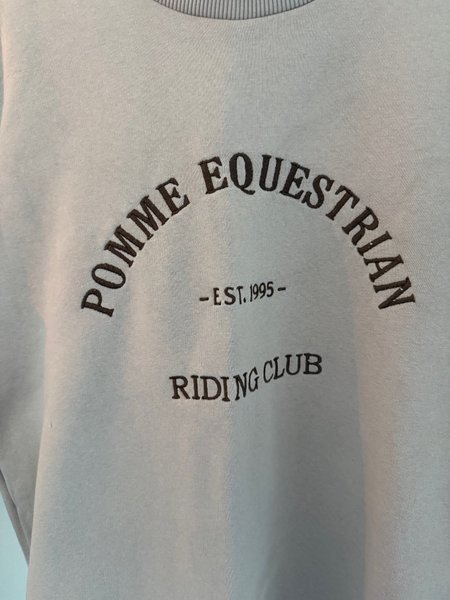 POMME EQUESTRIAN
- EST. 1995 -
RIDING CLUB